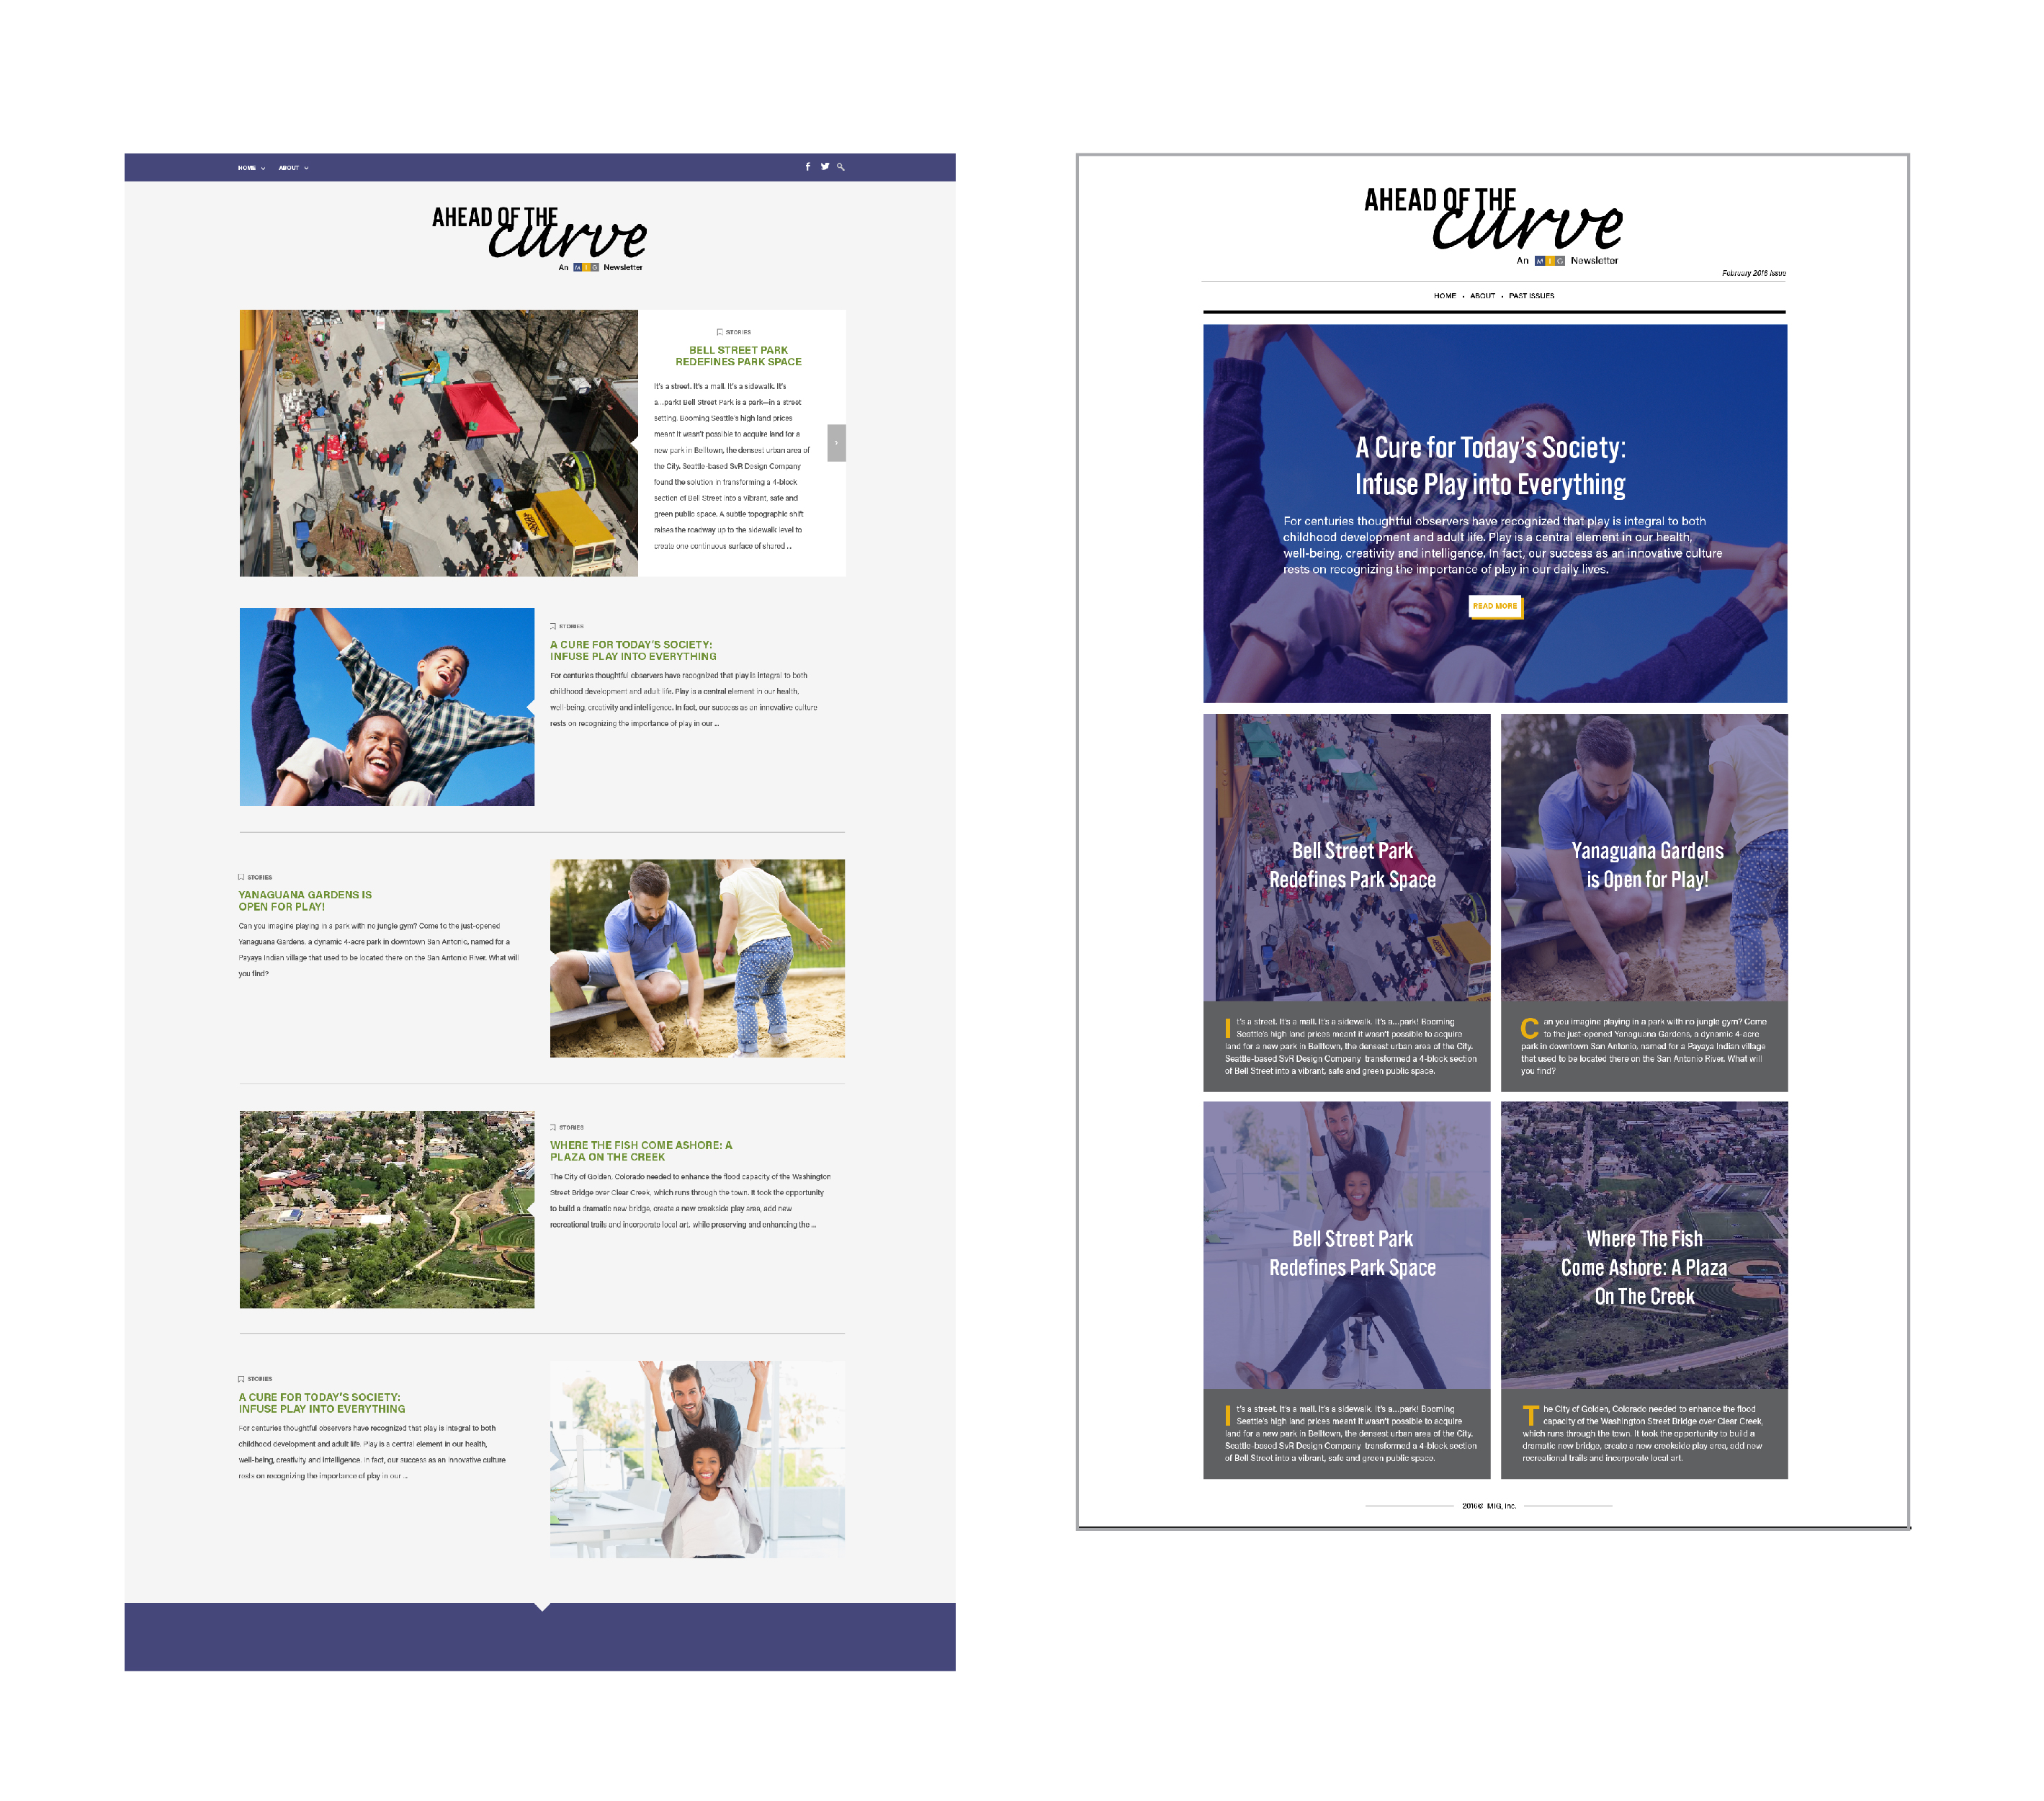 HOME
ABOUT
AHEAD OF THE
curve
An MIG Newsletter
STORIES
BELL STREET PARK
REDEFINES PARK SPACE
It's a street. It's a mall. It's a sidewalk. It's
a...park! Bell Street Park is a park—in a street
setting. Booming Seattle's high land prices
meant it wasn't possible to acquire land for a
new park in Belltown, the densest urban area of
the City. Seattle-based SvR Design Company
found the solution in transforming a 4-block
section of Bell Street into a vibrant, safe and
green public space. A subtle topographic shift
raises the roadway up to the sidewalk level to
create one continuous surface of shared ...
STORIES
A CURE FOR TODAY'S SOCIETY:
INFUSE PLAY INTO EVERYTHING
For centuries thoughtful observers have recognized that play is integral to both
childhood development and adult life. Play is a central element in our health,
well-being, creativity and intelligence. In fact, our success as an innovative culture
rests on recognizing the importance of play in our ...
STORIES
YANAGUANA GARDENS IS
OPEN FOR PLAY!
Can you imagine playing in a park with no jungle gym? Come to the just-opened
Yanaguana Gardens, a dynamic 4-acre park in downtown San Antonio, named for a
Payaya Indian village that used to be located there on the San Antonio River. What will
you find?
STORIES
WHERE THE FISH COME ASHORE: A
PLAZA ON THE CREEK
The City of Golden, Colorado needed to enhance the flood capacity of the Washington
Street Bridge over Clear Creek, which runs through the town. It took the opportunity
to build a dramatic new bridge, create a new creekside play area, add new
recreational trails and incorporate local art, while preserving and enhancing the ...
STORIES
A CURE FOR TODAY'S SOCIETY:
INFUSE PLAY INTO EVERYTHING
For centuries thoughtful observers have recognized that play is integral to both
childhood development and adult life. Play is a central element in our health,
well-being, creativity and intelligence. In fact, our success as an innovative culture
rests on recognizing the importance of play in our ...
AHEAD OF THE
curve
An MIG Newsletter
February 2016 Issue
HOME • ABOUT • PAST ISSUES
A Cure for Today's Society:
Infuse Play into Everything
For centuries thoughtful observers have recognized that play is integral to both
childhood development and adult life. Play is a central element in our health,
well-being, creativity and intelligence. In fact, our success as an innovative culture
rests on recognizing the importance of play in our daily lives.
READ MORE
Bell Street Park
Redefines Park Space
It's a street. It's a mall. It's a sidewalk. It's a...park! Booming
Seattle's high land prices meant it wasn't possible to acquire
land for a new park in Belltown, the densest urban area of the City.
Seattle-based SvR Design Company transformed a 4-block section
of Bell Street into a vibrant, safe and green public space.
Yanaguana Gardens
is Open for Play!
Can you imagine playing in a park with no jungle gym? Come
to the just-opened Yanaguana Gardens, a dynamic 4-acre
park in downtown San Antonio, named for a Payaya Indian village
that used to be located there on the San Antonio River. What will
you find?
Bell Street Park
Redefines Park Space
It's a street. It's a mall. It's a sidewalk. It's a...park! Booming
Seattle's high land prices meant it wasn't possible to acquire
land for a new park in Belltown, the densest urban area of the City.
Seattle-based SvR Design Company transformed a 4-block section
of Bell Street into a vibrant, safe and green public space.
Where The Fish
Come Ashore: A Plaza
On The Creek
The City of Golden, Colorado needed to enhance the flood
capacity of the Washington Street Bridge over Clear Creek,
which runs through the town. It took the opportunity to build a
dramatic new bridge, create a new creekside play area, add new
recreational trails and incorporate local art.
2016© MIG, Inc.